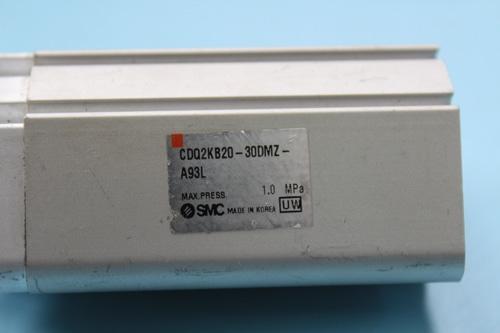 CDQ2KB20-30DMZ-
A93L
MAX.PRESS. 1.0 MPa
SMC MADE IN KOREA UW